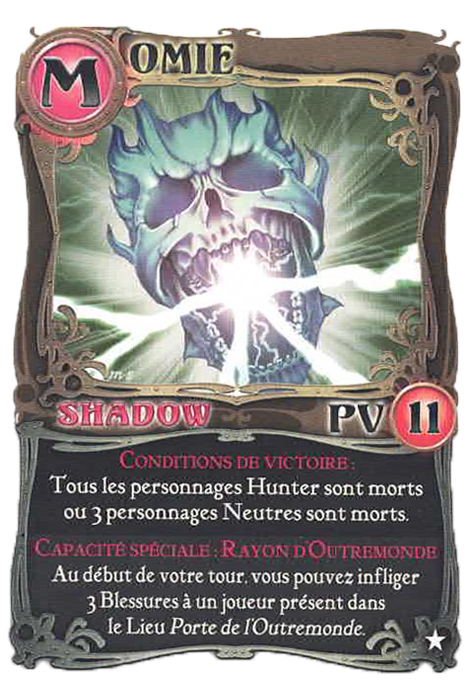 MOMIE
SHADOW PV 11
CONDITIONS DE VICTOIRE :
Tous les personnages Hunter sont morts
ou 3 personnages Neutres sont morts.
CAPACITÉ SPÉCIALE : RAYON D'OUTREMONDE
Au début de votre tour, vous pouvez infliger
3 Blessures à un joueur présent dans
le Lieu Porte de l'Outremonde.